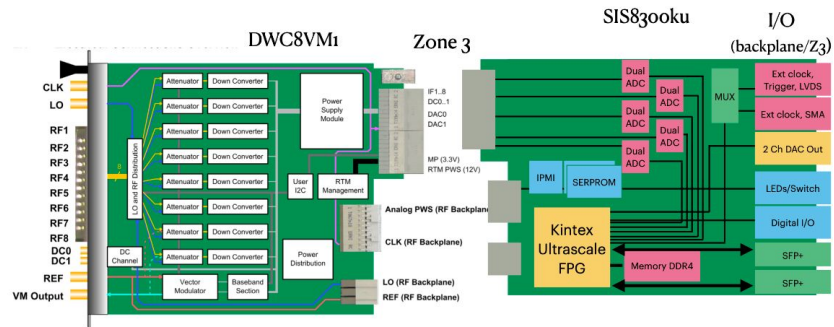 SIS8300ku
I/O
DWC8VM1
Zone 3
(backplane/Z3)
CLK
LO
RF1
RF2
RF3
RF4
RF5
RF6
RF7
RF8
DC0
DC1
REF
VM Output
8
LO and RF Distribution
Attenuator
Down Converter
Attenuator
Down Converter
Attenuator
Down Converter
Attenuator
Down Converter
Attenuator
Down Converter
Attenuator
Down Converter
Attenuator
Down Converter
Attenuator
Down Converter
DC
Channel
Vector
Modulator
Baseband
Section
Power
Supply
Module
User
I2C
RTM
Management
Power
Distribution
IF1..8
DC0..1
DAC0
DAC1
MP (3.3V)
RTM PWS (12V)
Analog PWS (RF Backplane)
CLK (RF Backplane)
LO (RF Backplane)
REF (RF Backplane)
Dual
ADC
Dual
ADC
Dual
ADC
Dual
ADC
Dual
ADC
MUX
IPMI
SERPROM
Kintex
Ultrascale
FPG
Memory DDR4
Ext clock,
Trigger, LVDS
Ext clock, SMA
2 Ch DAC Out
LEDs/Switch
Digital I/O
SFP+
SFP+